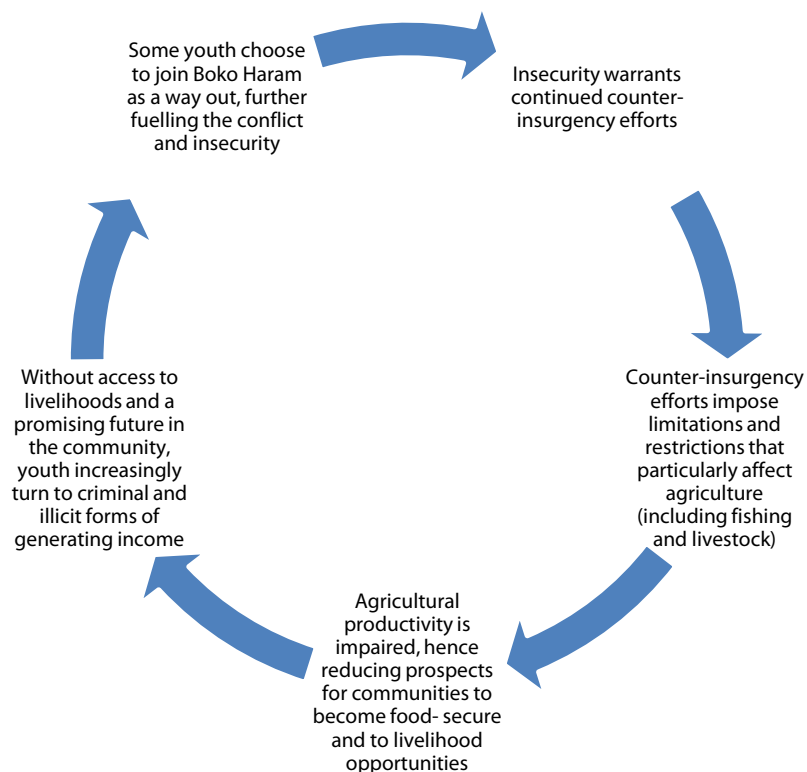 Some youth choose
to join Boko Haram
as a way out, further
fuelling the conflict
and insecurity
Insecurity warrants
continued counter-
insurgency efforts
Counter-insurgency
efforts impose
limitations and
restrictions that
particularly affect
agriculture
(including fishing
and livestock)
Agricultural
productivity is
impaired, hence
reducing prospects
for communities to
become food- secure
and to livelihood
opportunities
Without access to
livelihoods and a
promising future in
the community,
youth increasingly
turn to criminal and
illicit forms of
generating income